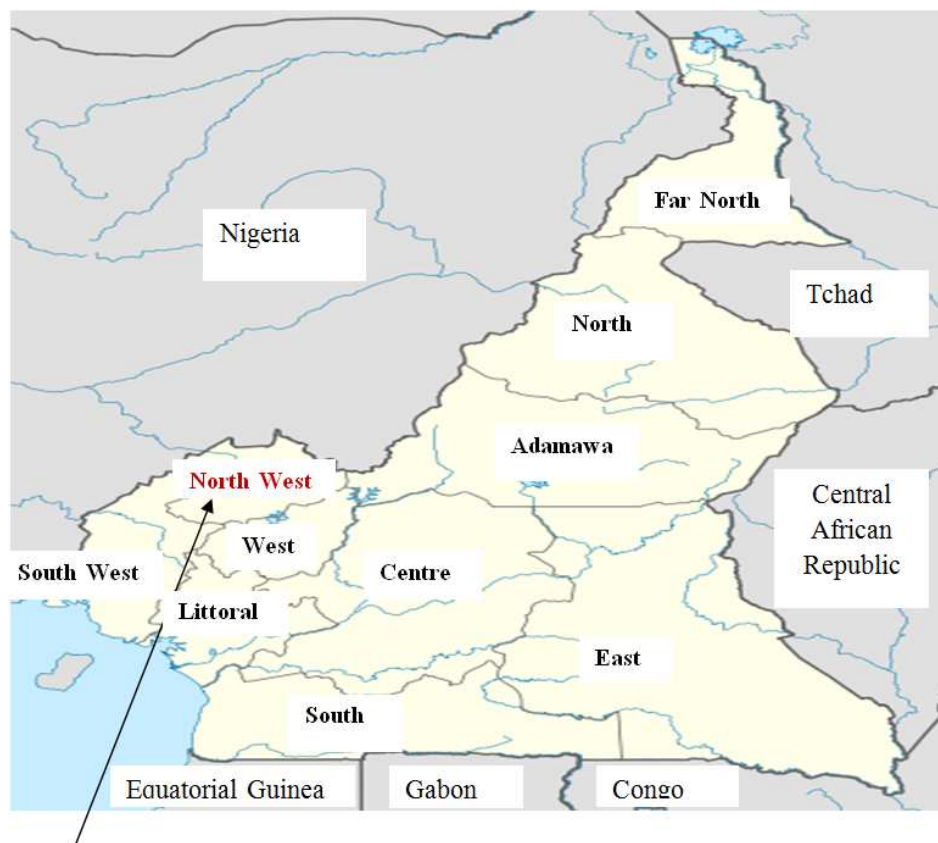 Far North
Nigeria
Tchad
North
Adamawa
North West
Central
African
Republic
West
South West
Centre
Littoral
East
South
Equatorial Guinea
Gabon
Congo